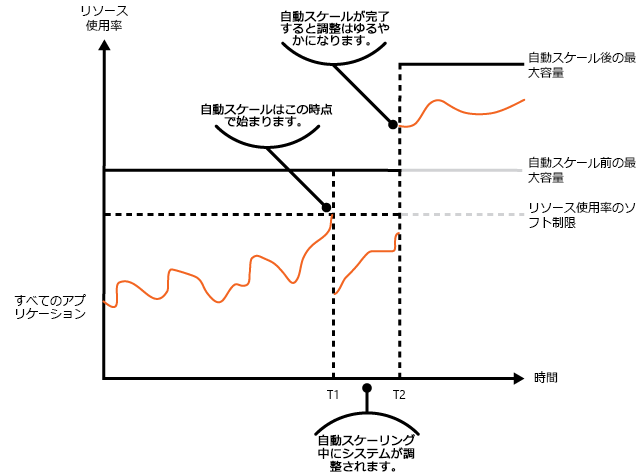 リソース
使用率
自動スケールが完了
すると調整はゆるや
かになります。
自動スケール後の最
大容量
自動スケールはこの時点
で始まります。
自動スケール前の最
大容量
リソース使用率のソ
フト制限
すべてのアプ
リケーション
時間
T1
T2
自動スケーリング
中にシステムが調
整されます。